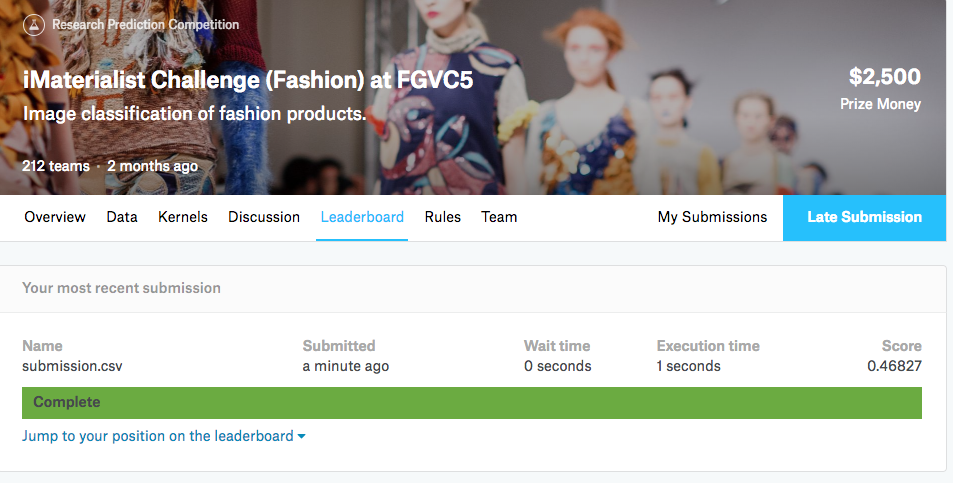 Research Prediction Competition
iMaterialist Challenge (Fashion) at FGVC5
$2,500
Image classification of fashion products.
Prize Money
212 teams · 2 months ago
Overview Data Kernels Discussion Leaderboard Rules Team My Submissions Late Submission
Your most recent submission
Name Submitted Wait time Execution time Score
submission.csv a minute ago 0 seconds 1 seconds 0.46827
Complete
Jump to your position on the leaderboard